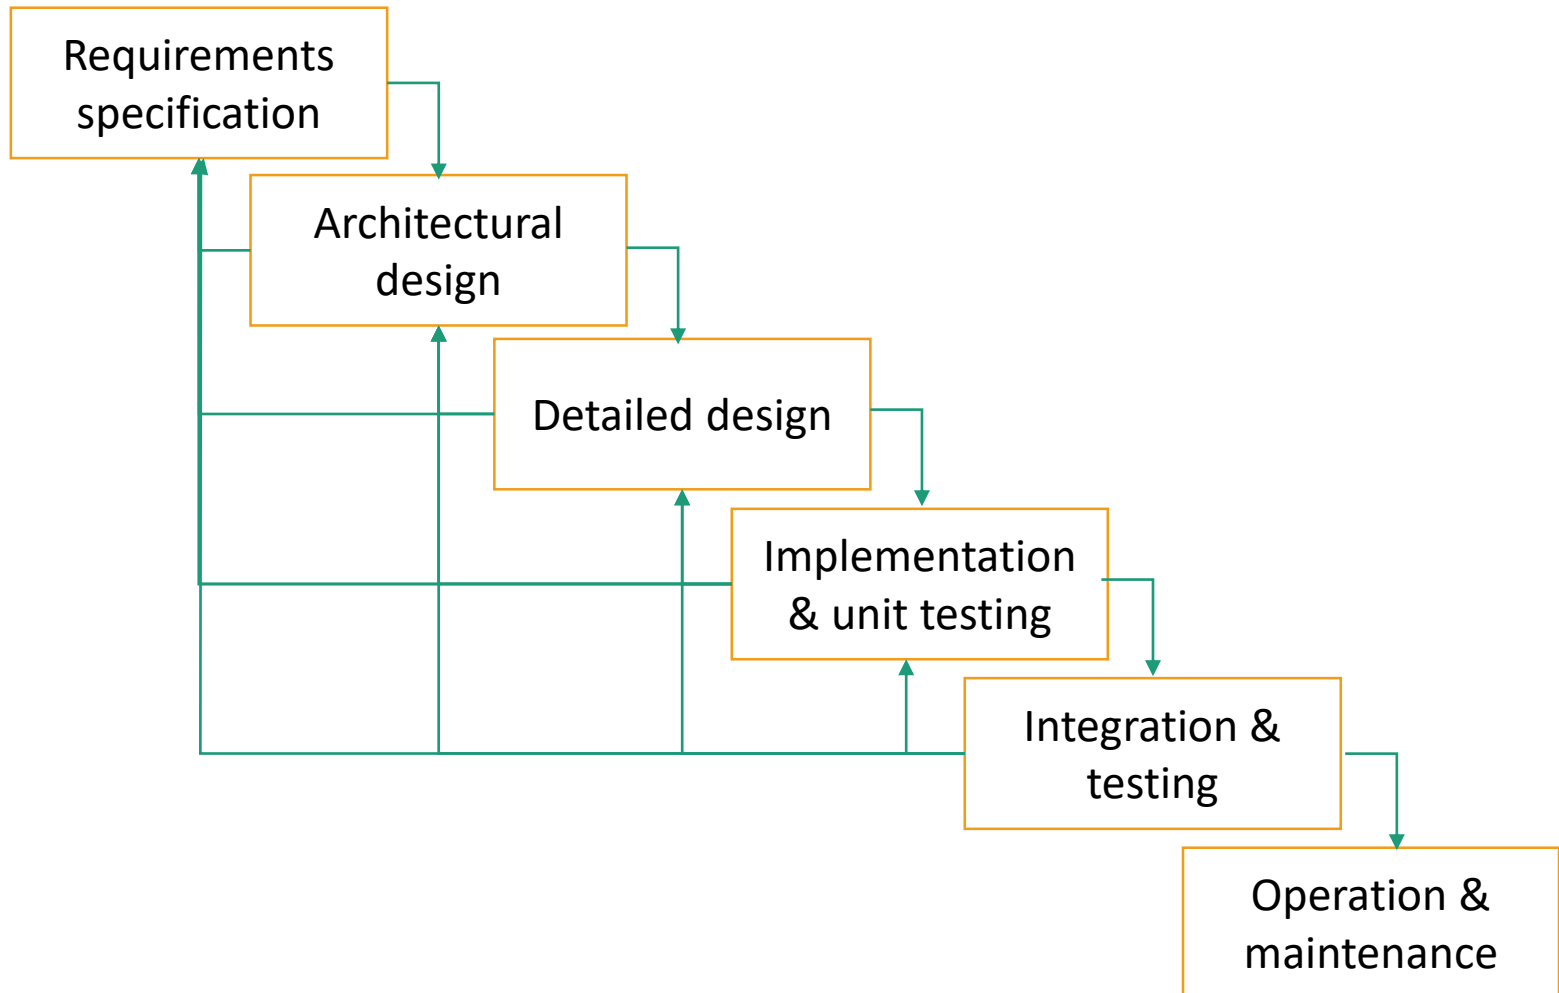 Requirements
specification
Architectural
design
Detailed design
Implementation
& unit testing
Integration &
testing
Operation &
maintenance